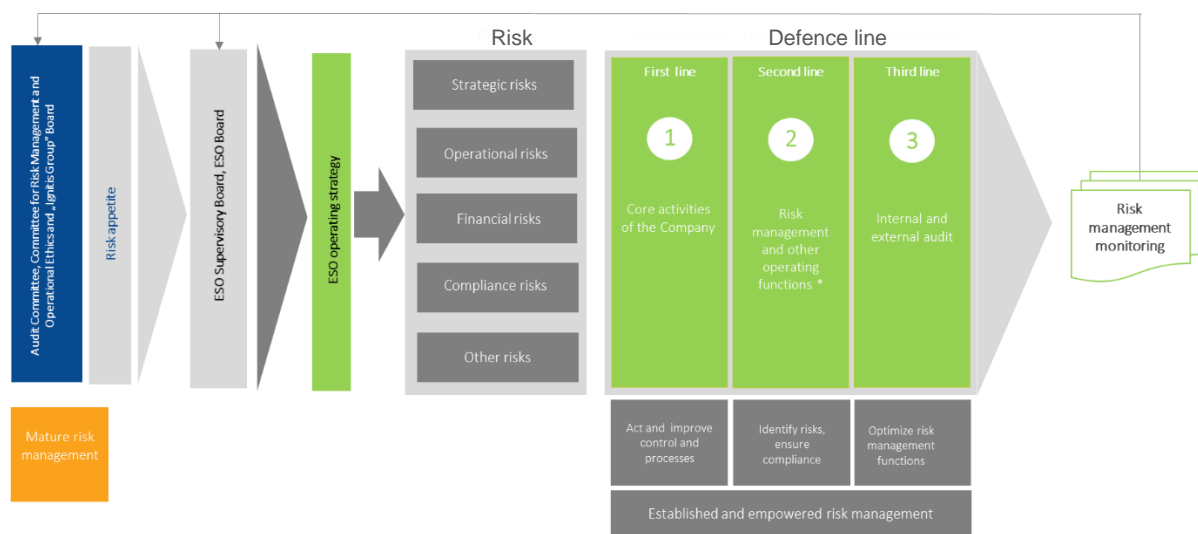 Audit Committee, Committee for Risk Management and
Operational Ethics and „Ignitis Group" Board
Risk appetite
ESO Supervisory Board, ESO Board
ESO operating strategy
Risk
Strategic risks
Operational risks
Financial risks
Compliance risks
Other risks
Defence line
First line
1
Core activities
of the Company
Second line
2
Risk
management
and other
operating
functions *
Third line
3
Internal and
external audit
Risk
management
monitoring
Mature risk
management
Act and improve
control and
processes
Identify risks,
ensure
compliance
Optimize risk
management
functions
Established and empowered risk management